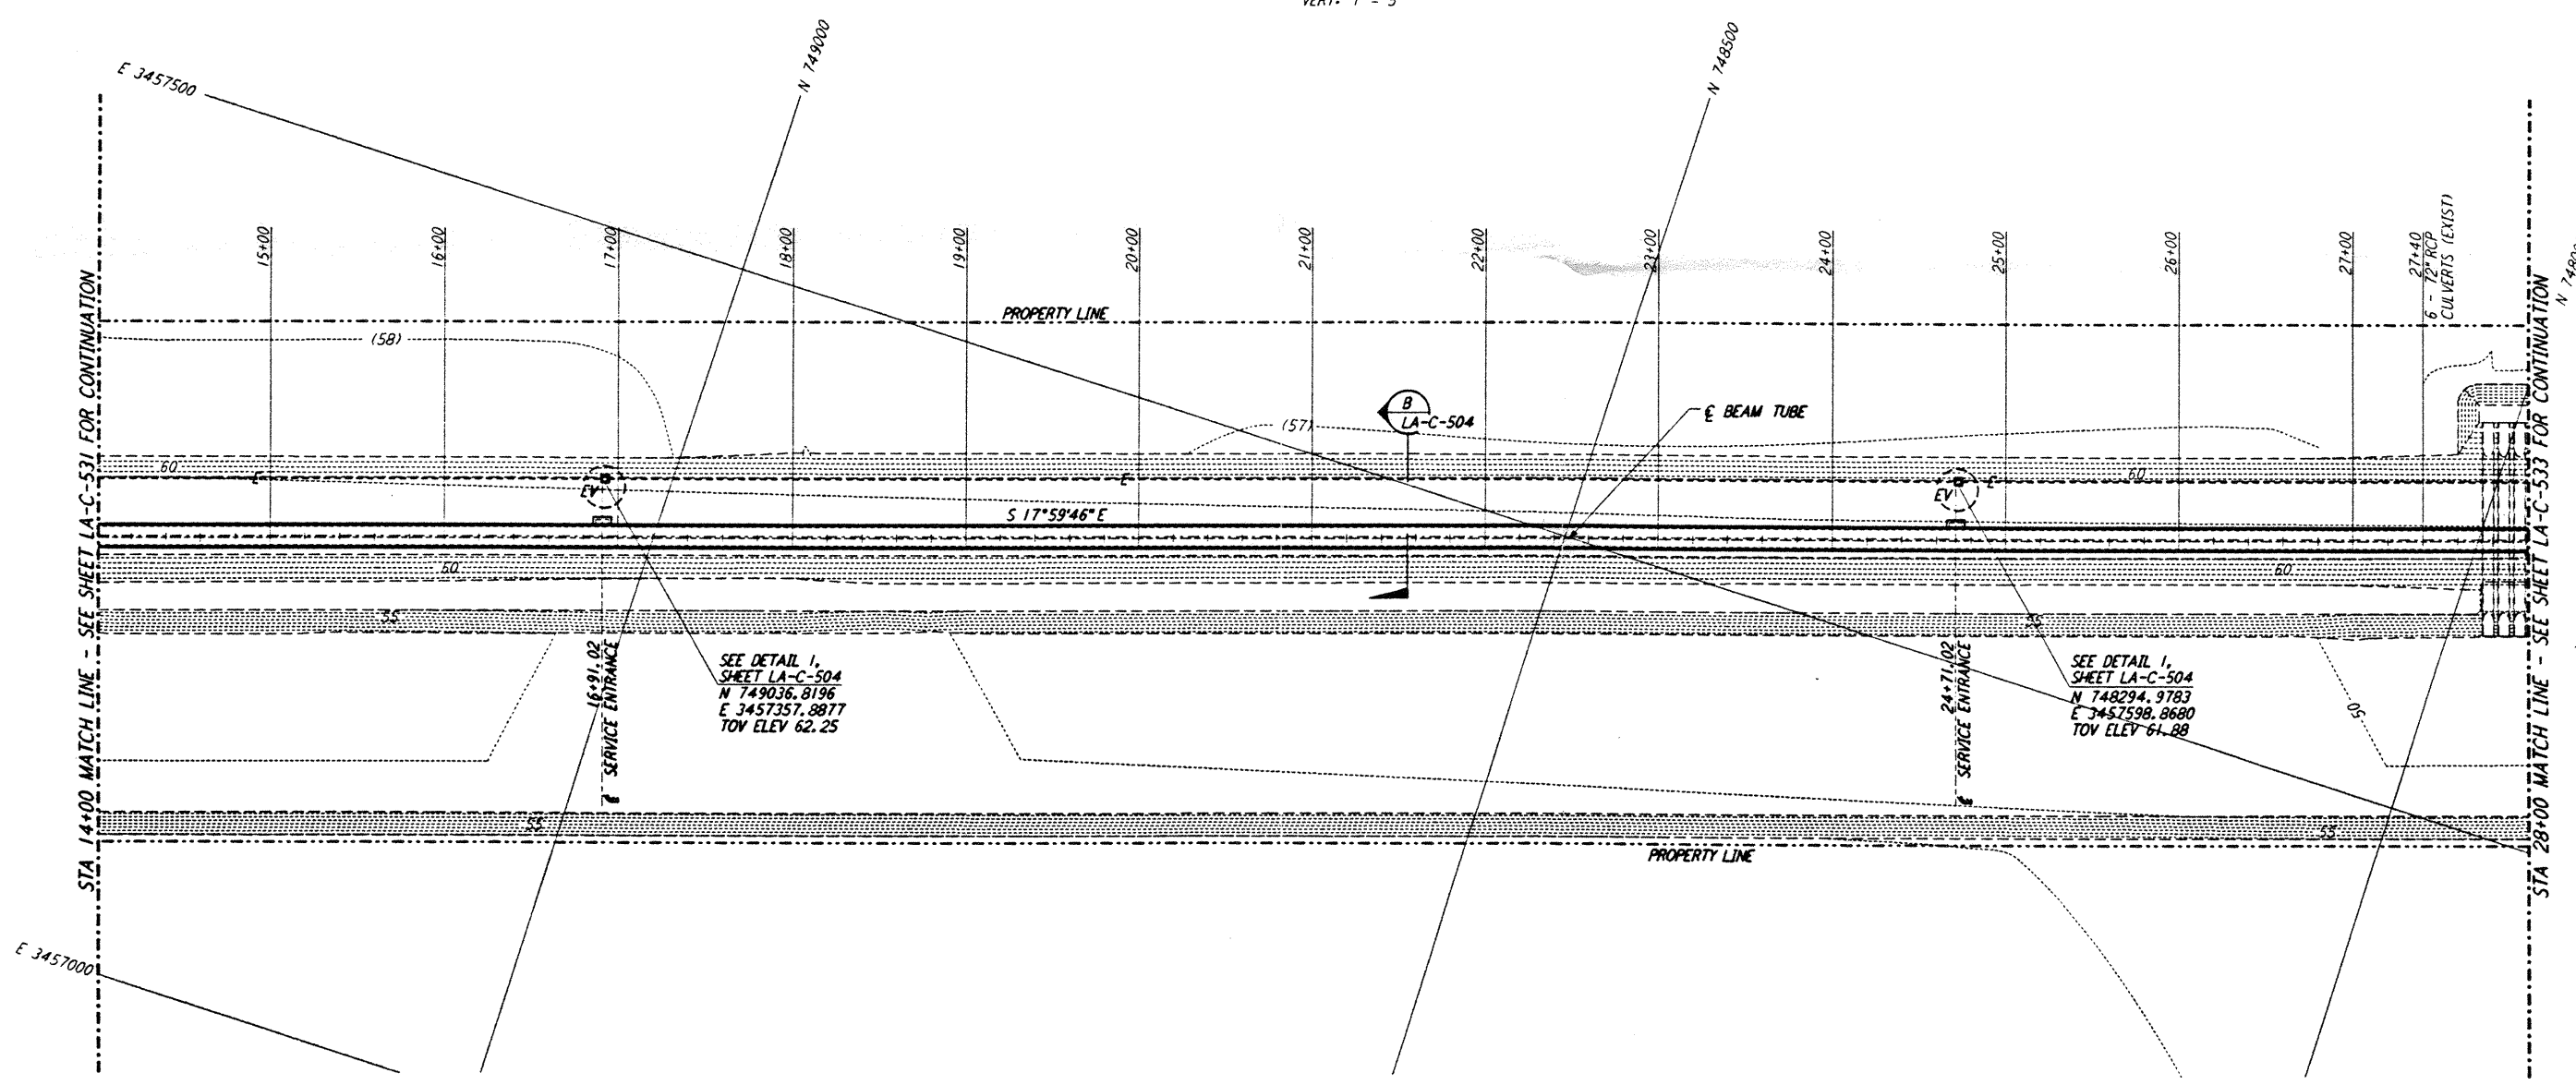 VERT. 1" = 5'
E 3457500
N 749000
N 748500
15+00
16+00
17+00
18+00
19+00
20+00
21+00
22+00
23+00
24+00
25+00
26+00
27+00
27+40
6 - 72" RCP
CULVERTS (EXIST)
STA 14+00 MATCH LINE - SEE SHEET LA-C-531 FOR CONTINUATION
STA 28+00 MATCH LINE - SEE SHEET LA-C-533 FOR CONTINUATION
PROPERTY LINE
(58)
B
LA-C-504
(57)
℄ BEAM TUBE
60
E
EV
E
EV
E
60
S 17°59'46" E
60
60
55
55
16+91.02
℄ SERVICE ENTRANCE
SEE DETAIL 1,
SHEET LA-C-504
N 749036.8196
E 3457357.8877
TOV ELEV 62.25
24+71.02
℄ SERVICE ENTRANCE
SEE DETAIL 1,
SHEET LA-C-504
N 748294.9783
E 3457598.8680
TOV ELEV 61.88
50
55
55
PROPERTY LINE
E 3457000